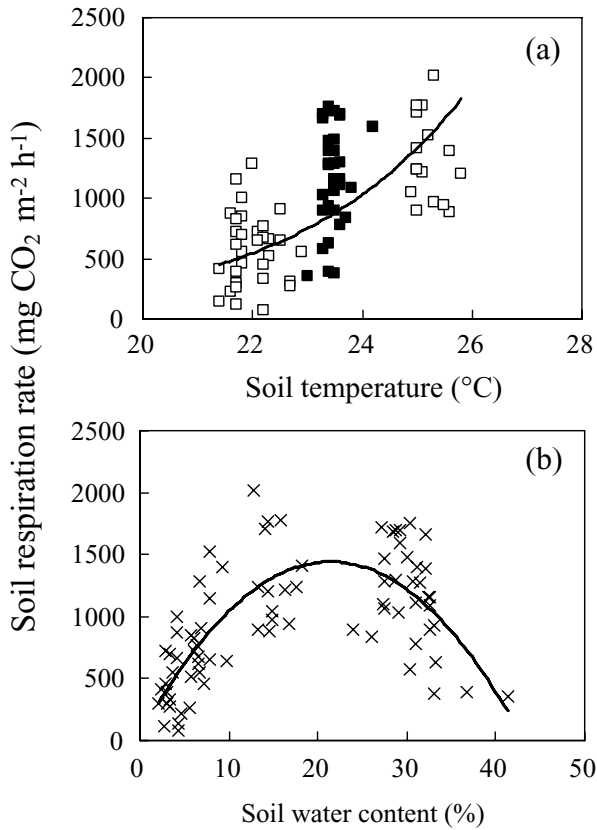 Soil respiration rate (mg CO₂ m⁻² h⁻¹)
2500
(a)
2000
1500
1000
500
0
20 22 24 26 28
Soil temperature (°C)
2500
(b)
2000
1500
1000
500
0
0 10 20 30 40 50
Soil water content (%)